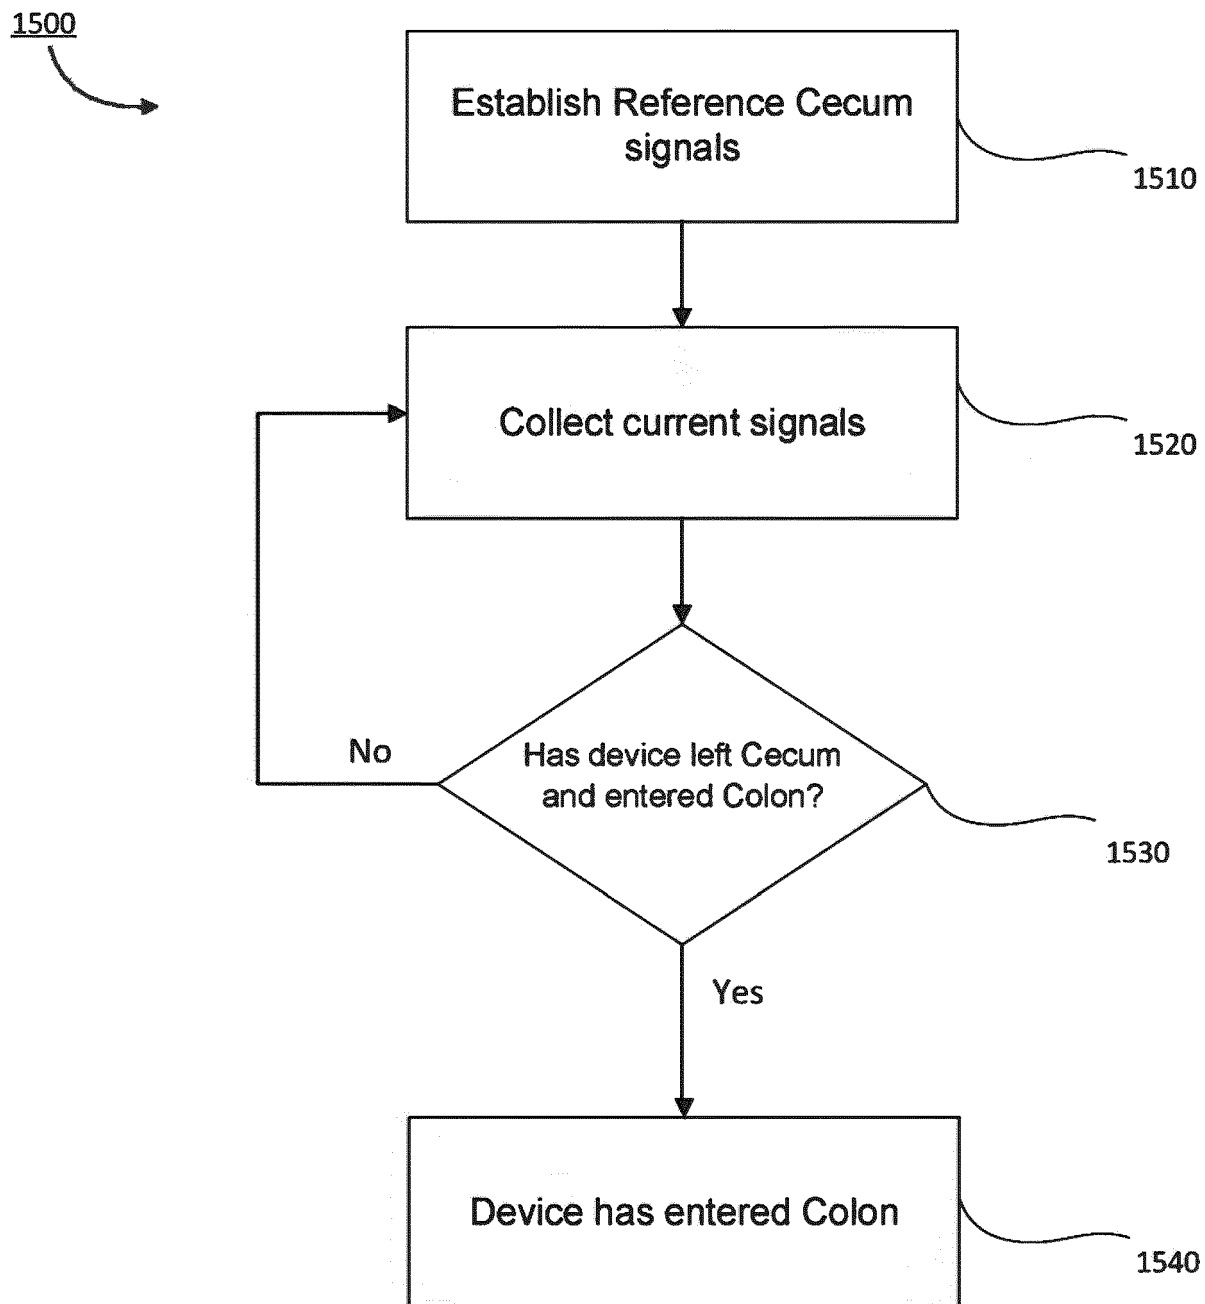 1500
Establish Reference Cecum
signals
1510
Collect current signals
1520
No
Has device left Cecum
and entered Colon?
1530
Yes
Device has entered Colon
1540